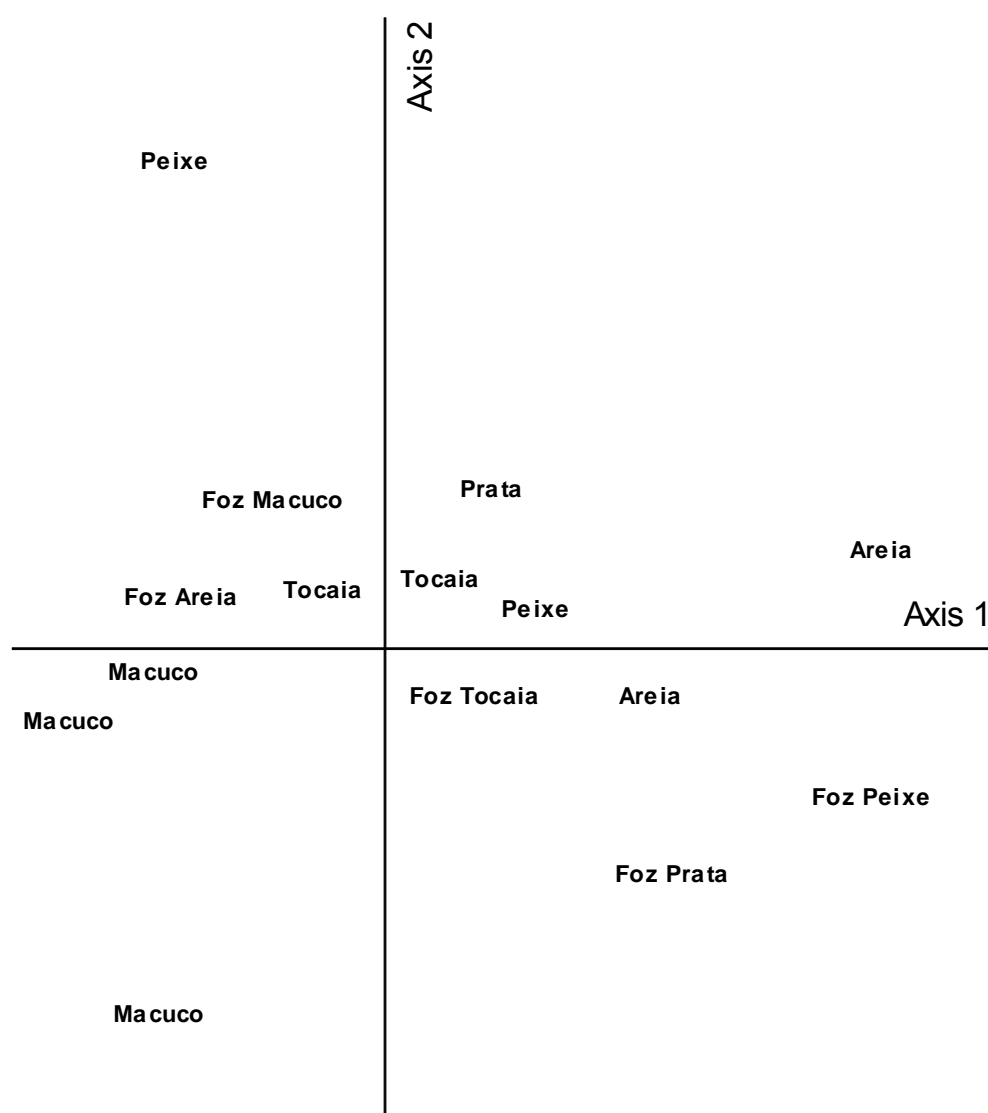 Axis 2
Peixe
Prata
Foz Macuco
Areia
Tocaia
Tocaia
Foz Areia
Peixe
Axis 1
Macuco
Foz Tocaia
Areia
Macuco
Foz Peixe
Foz Prata
Macuco